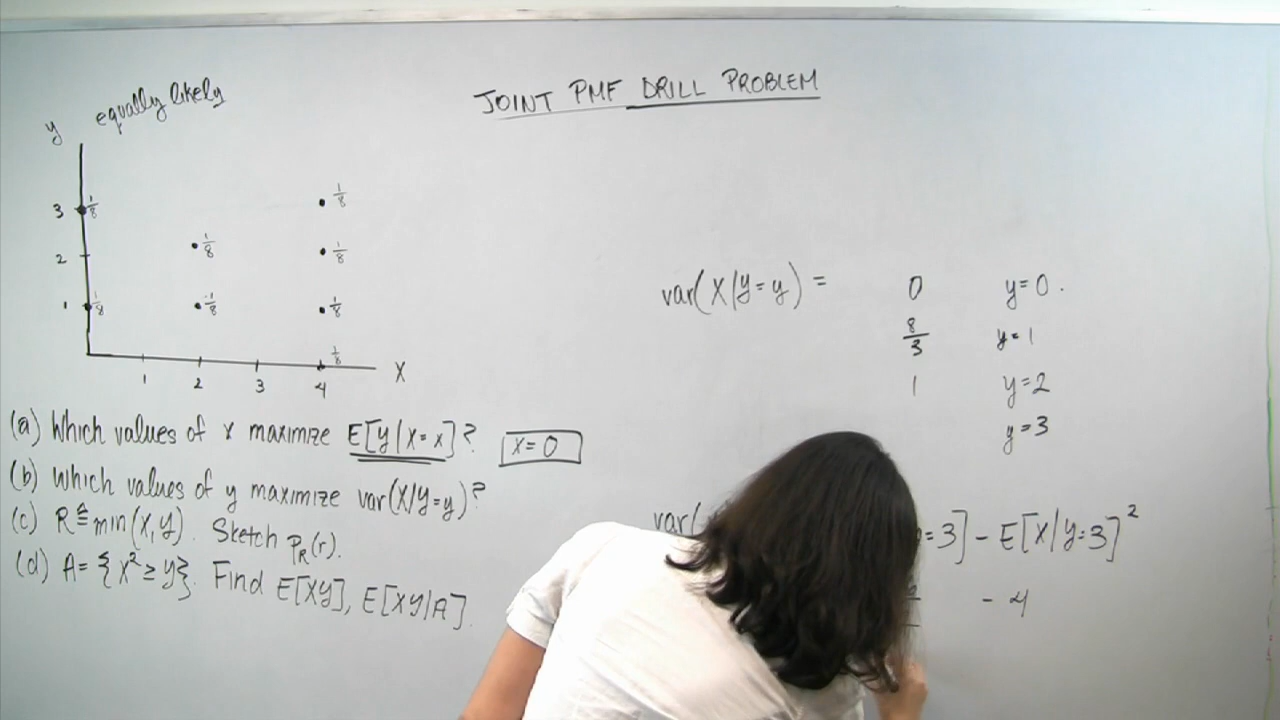 JOINT PMF DRILL PROBLEM
equally likely
y
3 1/8 1/8
2 1/8 1/8
1 1/8 1/8 1/8
1/8
1 2 3 4 X
(a) Which values of x maximize E[Y|X=x]? X=0
(b) Which values of y maximize var(X|Y=y)?
(c) R ≜ min(X,Y). Sketch pR(r).
(d) A = {X² ≥ Y}. Find E[XY], E[XY|A].
var(X|Y=y) = 0 y=0.
8/3 y=1
1 y=2
y=3
var( =3] - E[X|Y=3]²
- 4